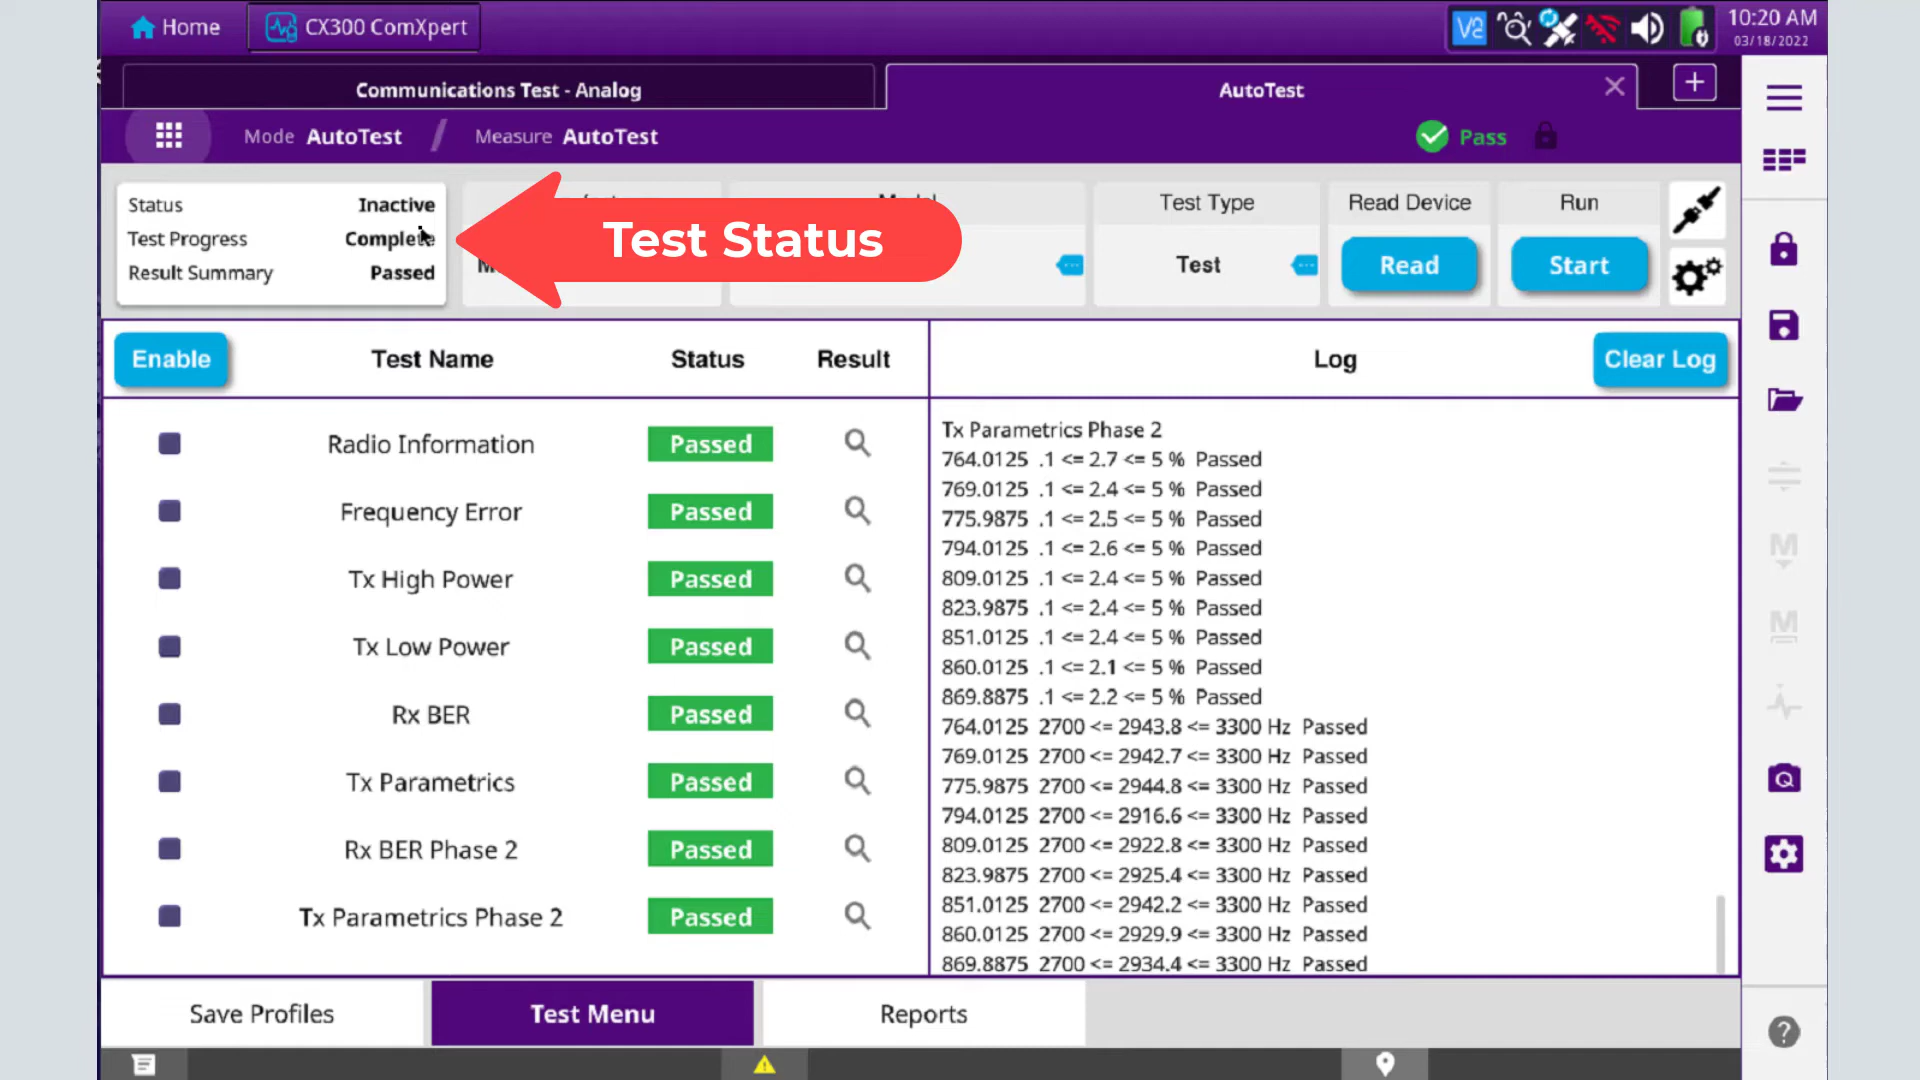 Home
CX300 ComXpert
10:20 AM
03/18/2022
Communications Test - Analog
AutoTest
Mode AutoTest
Measure AutoTest
Pass
Status Inactive
Test Progress Complete
Result Summary Passed
Test Status
Test Type
Test
Read Device
Read
Run
Start
Enable
Test Name
Status
Result
Log
Clear Log
Radio Information Passed
Frequency Error Passed
Tx High Power Passed
Tx Low Power Passed
Rx BER Passed
Tx Parametrics Passed
Rx BER Phase 2 Passed
Tx Parametrics Phase 2 Passed
Tx Parametrics Phase 2
764.0125 .1 <= 2.7 <= 5 % Passed
769.0125 .1 <= 2.4 <= 5 % Passed
775.9875 .1 <= 2.5 <= 5 % Passed
794.0125 .1 <= 2.6 <= 5 % Passed
809.0125 .1 <= 2.4 <= 5 % Passed
823.9875 .1 <= 2.4 <= 5 % Passed
851.0125 .1 <= 2.4 <= 5 % Passed
860.0125 .1 <= 2.1 <= 5 % Passed
869.8875 .1 <= 2.2 <= 5 % Passed
764.0125 2700 <= 2943.8 <= 3300 Hz Passed
769.0125 2700 <= 2942.7 <= 3300 Hz Passed
775.9875 2700 <= 2944.8 <= 3300 Hz Passed
794.0125 2700 <= 2916.6 <= 3300 Hz Passed
809.0125 2700 <= 2922.8 <= 3300 Hz Passed
823.9875 2700 <= 2925.4 <= 3300 Hz Passed
851.0125 2700 <= 2942.2 <= 3300 Hz Passed
860.0125 2700 <= 2929.9 <= 3300 Hz Passed
869.8875 2700 <= 2934.4 <= 3300 Hz Passed
M
M
Save Profiles
Test Menu
Reports